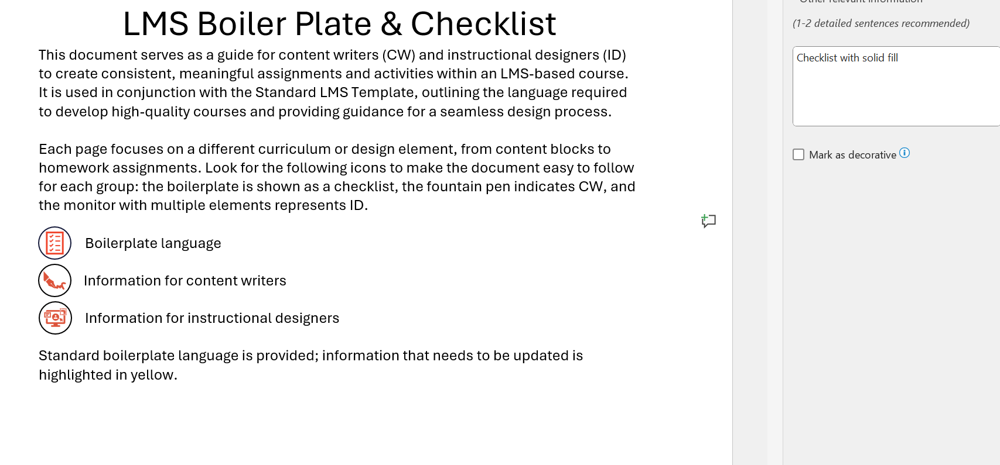 LMS Boiler Plate & Checklist
This document serves as a guide for content writers (CW) and instructional designers (ID)
to create consistent, meaningful assignments and activities within an LMS-based course.
It is used in conjunction with the Standard LMS Template, outlining the language required
to develop high-quality courses and providing guidance for a seamless design process.
Each page focuses on a different curriculum or design element, from content blocks to
homework assignments. Look for the following icons to make the document easy to follow
for each group: the boilerplate is shown as a checklist, the fountain pen indicates CW, and
the monitor with multiple elements represents ID.
Boilerplate language
Information for content writers
Information for instructional designers
Standard boilerplate language is provided; information that needs to be updated is
highlighted in yellow.
Other relevant information
(1-2 detailed sentences recommended)
Checklist with solid fill
Mark as decorative